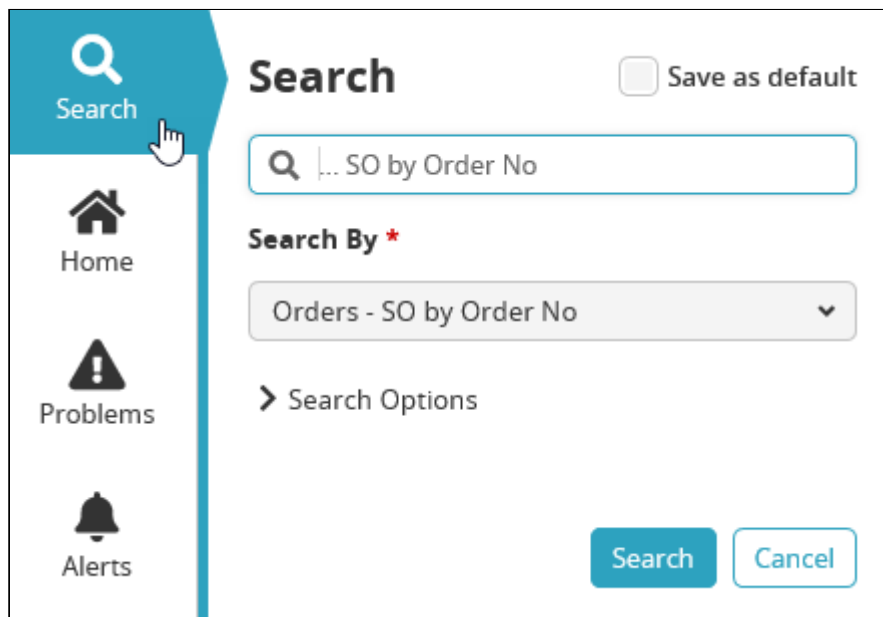 Search
Home
Problems
Alerts
Search
Save as default
... SO by Order No
Search By *
Orders - SO by Order No
Search Options
Search
Cancel